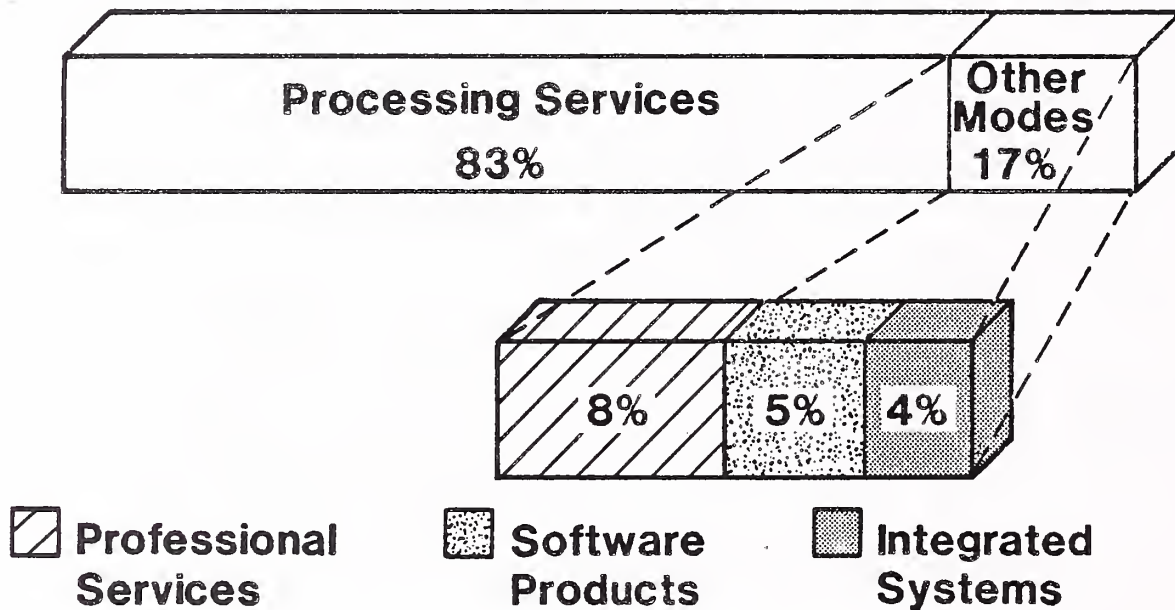 Processing Services
83%
Other
Modes
17%
8%
5%
4%
Professional
Services
Software
Products
Integrated
Systems